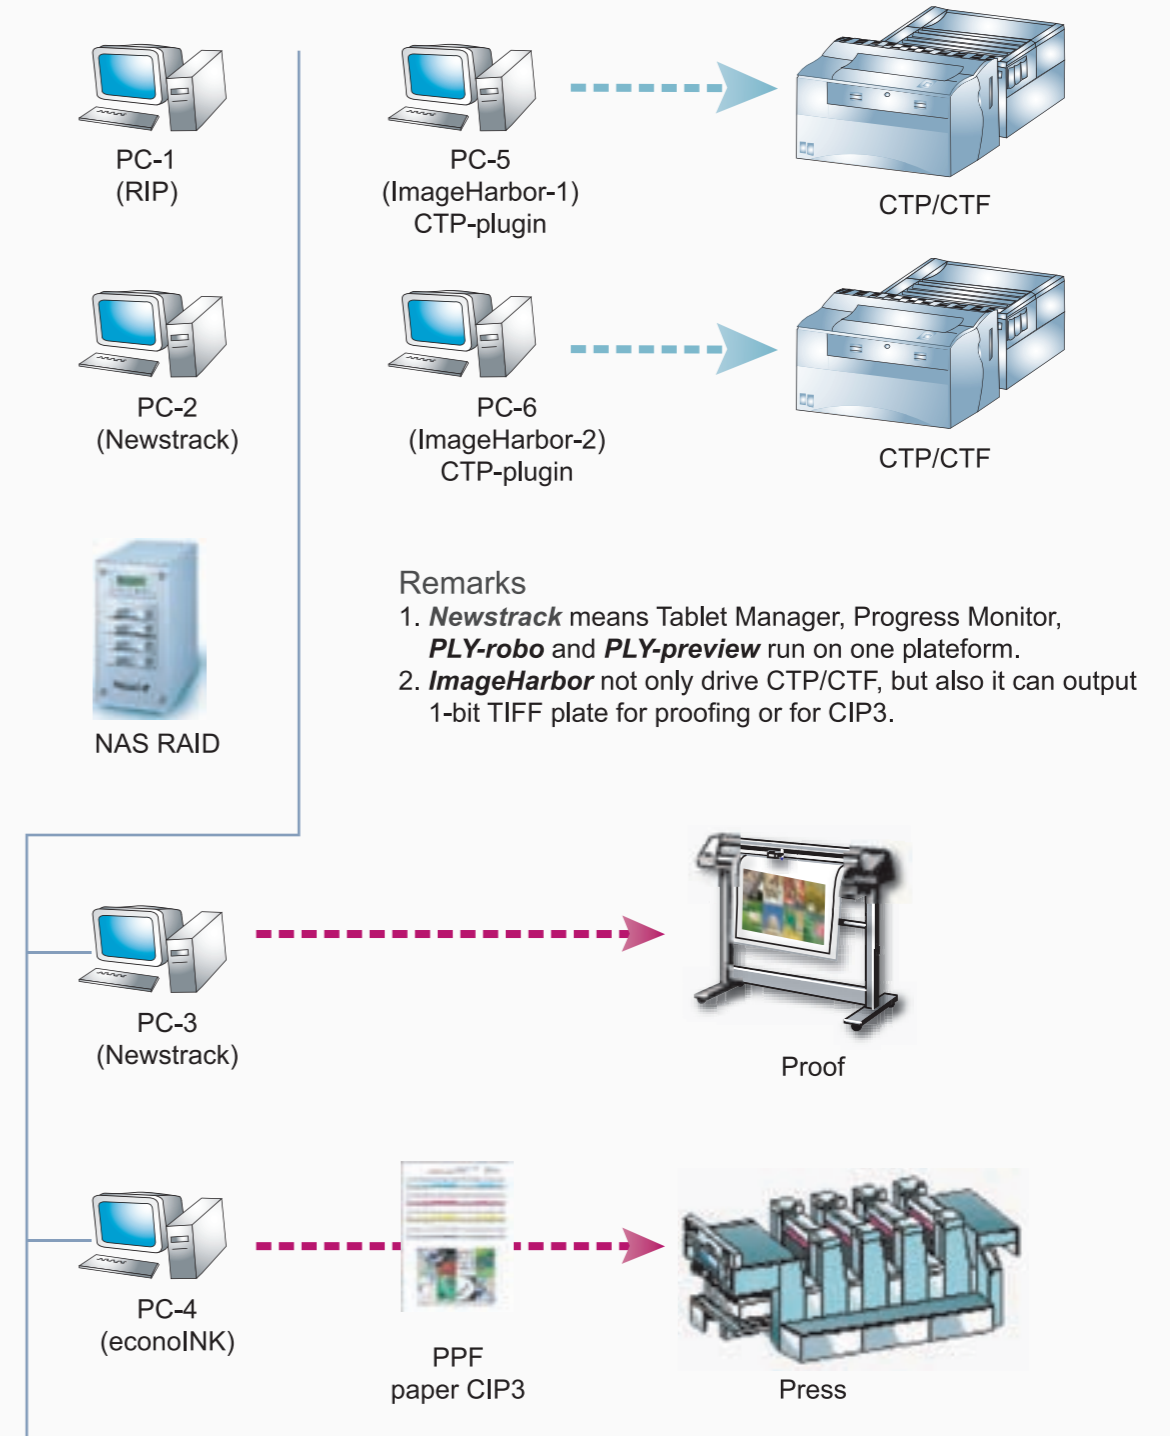 PC-1
(RIP)
PC-5
(ImageHarbor-1)
CTP-plugin
CTP/CTF
PC-2
(Newstrack)
PC-6
(ImageHarbor-2)
CTP-plugin
CTP/CTF
NAS RAID
Remarks
1. Newstrack means Tablet Manager, Progress Monitor,
PLY-robo and PLY-preview run on one plateform.
2. ImageHarbor not only drive CTP/CTF, but also it can output
1-bit TIFF plate for proofing or for CIP3.
PC-3
(Newstrack)
Proof
PC-4
(econoINK)
PPF
paper CIP3
Press